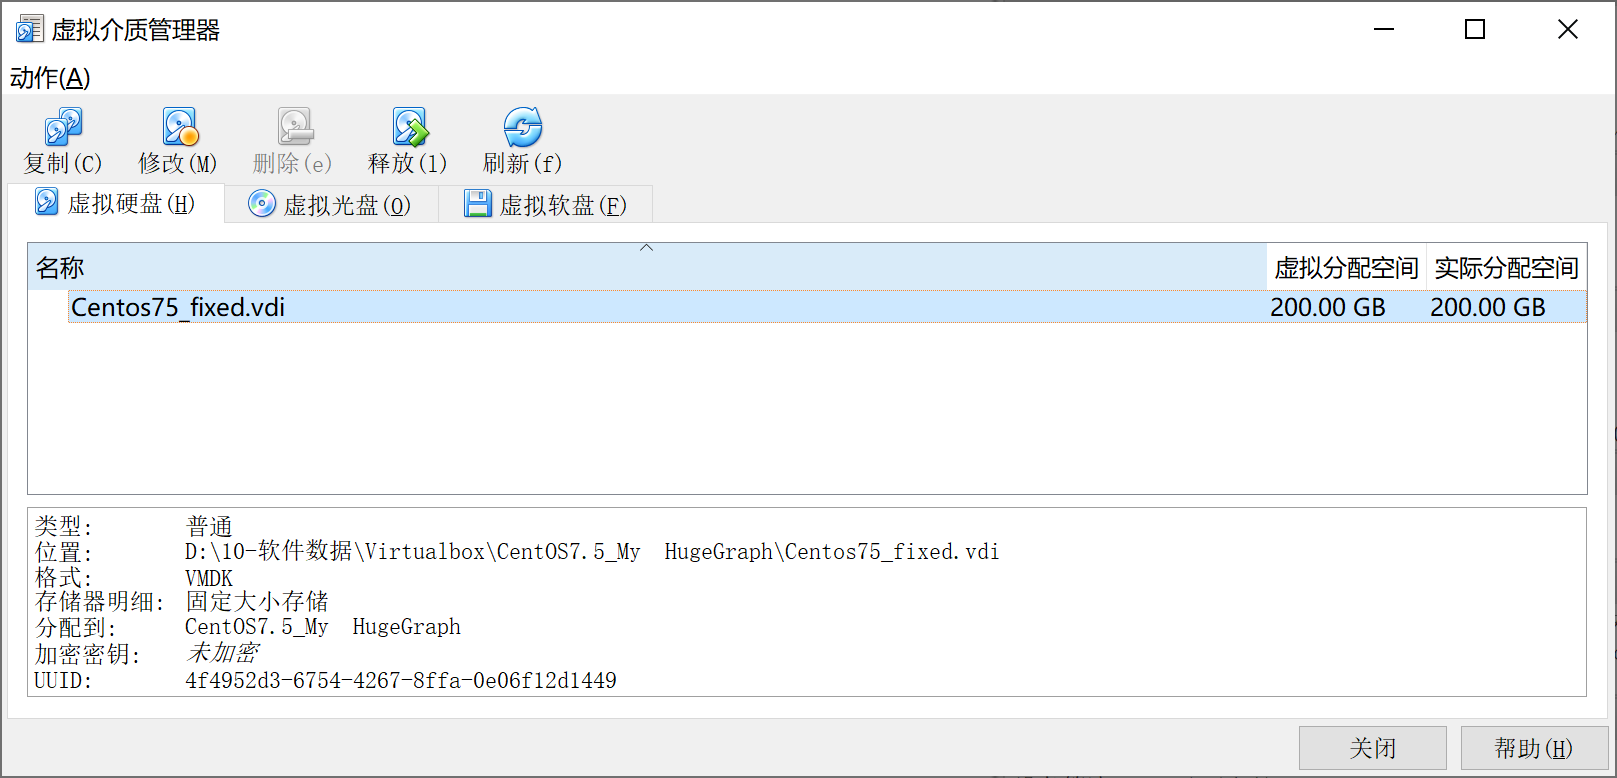 虚拟介质管理器
动作(A)
复制(C) 修改(M) 删除(e) 释放(l) 刷新(f)
虚拟硬盘(H) 虚拟光盘(O) 虚拟软盘(F)
名称 虚拟分配空间 实际分配空间
Centos75_fixed.vdi 200.00 GB 200.00 GB
类型: 普通
位置: D:\10-软件数据\Virtualbox\CentOS7.5_My HugeGraph\Centos75_fixed.vdi
格式: VMDK
存储器明细: 固定大小存储
分配到: CentOS7.5_My HugeGraph
加密密钥: 未加密
UUID: 4f4952d3-6754-4267-8ffa-0e06f12d1449
关闭 帮助(H)